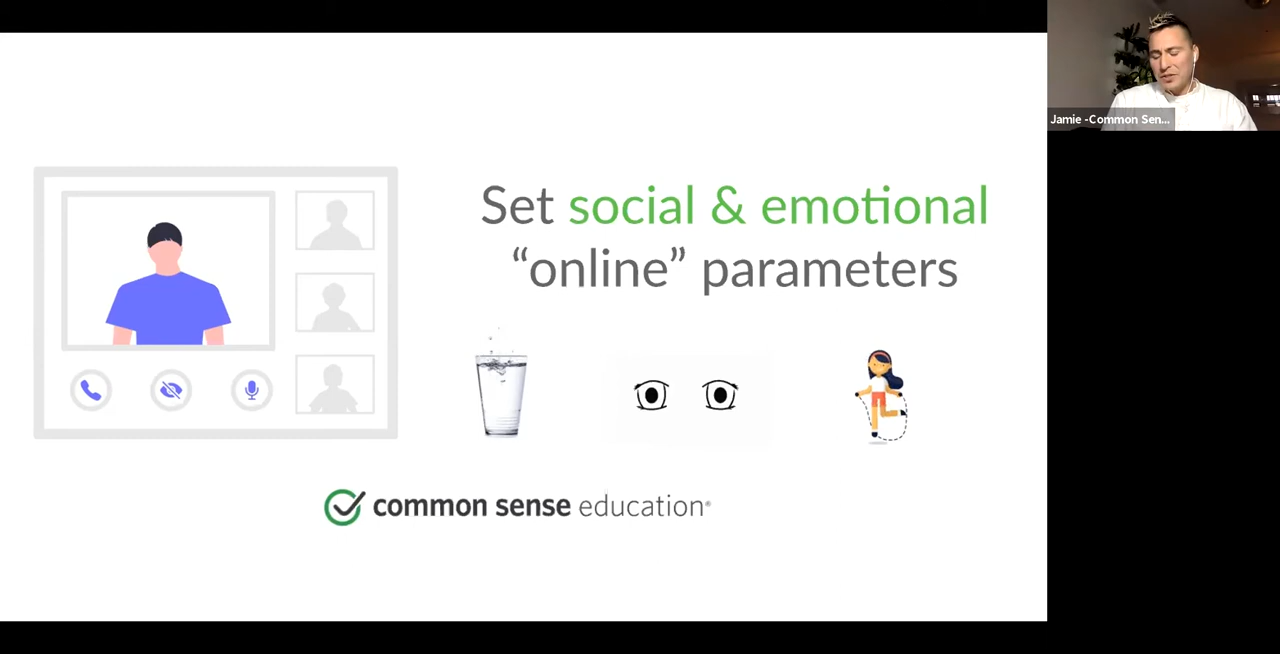 Set social & emotional
“online” parameters
common sense education®
Jamie -Common Sen...